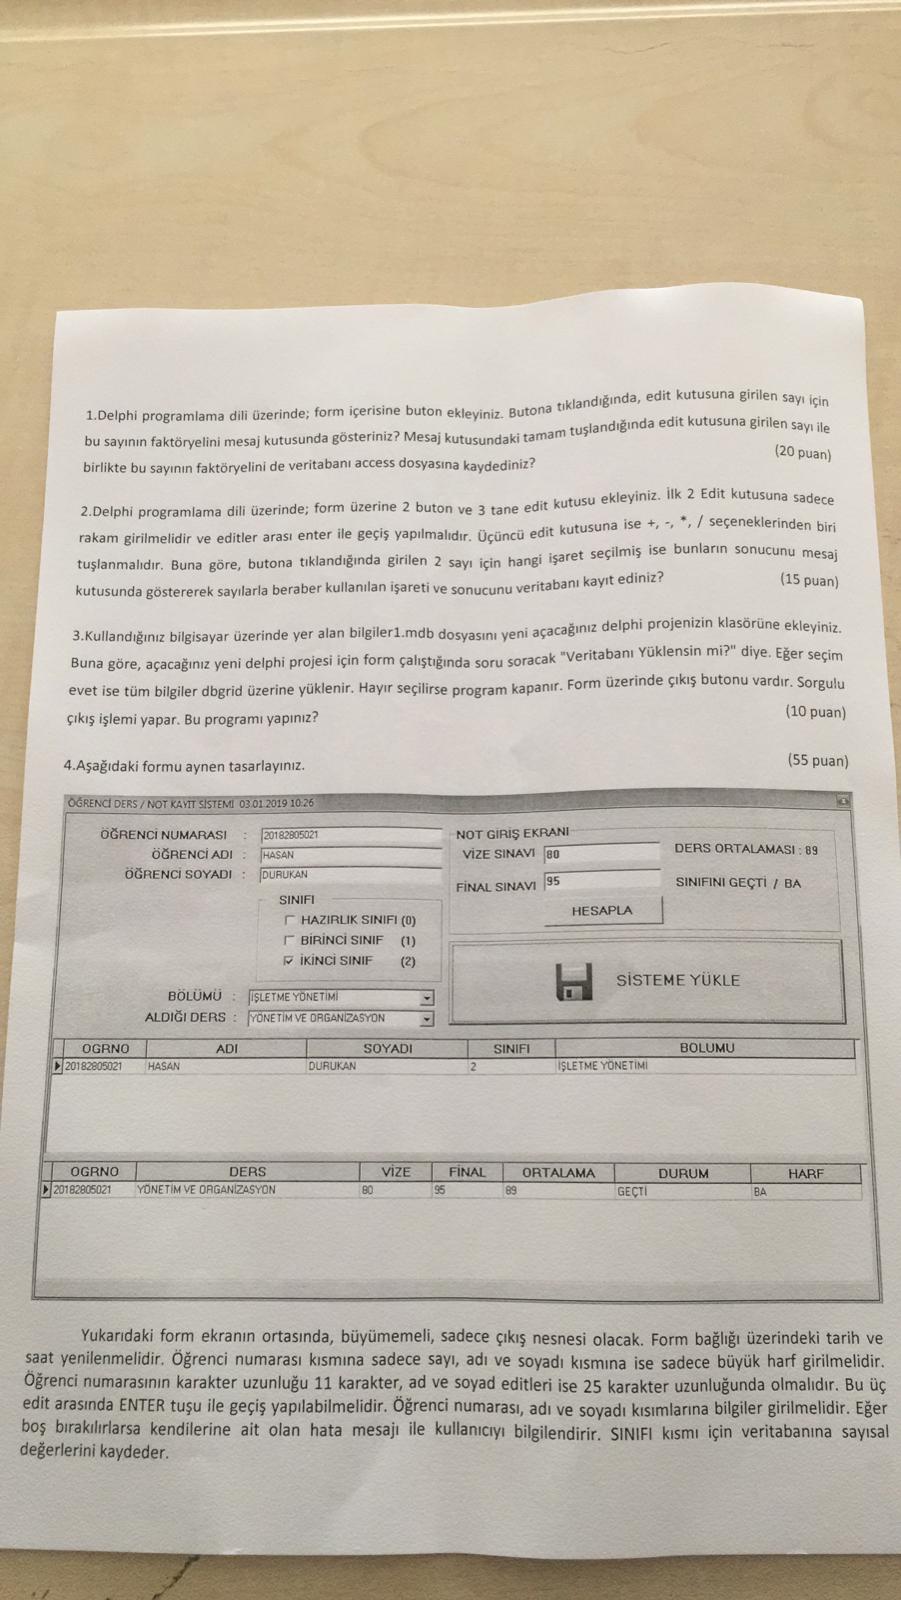 1.Delphi programlama dili üzerinde; form içerisine buton ekleyiniz. Butona tıklandığında, edit kutusuna girilen sayı için
bu sayının faktöryelini mesaj kutusunda gösteriniz? Mesaj kutusundaki tamam tuşlandığında edit kutusuna girilen sayı ile
birlikte bu sayının faktöryelini de veritabanı access dosyasına kaydediniz? (20 puan)
2.Delphi programlama dili üzerinde; form üzerine 2 buton ve 3 tane edit kutusu ekleyiniz. İlk 2 Edit kutusuna sadece
rakam girilmelidir ve editler arası enter ile geçiş yapılmalıdır. Üçüncü edit kutusuna ise +, -, *, / seçeneklerinden biri
tuşlanmalıdır. Buna göre, butona tıklandığında girilen 2 sayı için hangi işaret seçilmiş ise bunların sonucunu mesaj
kutusunda göstererek sayılarla beraber kullanılan işareti ve sonucunu veritabanı kayıt ediniz? (15 puan)
3.Kullandığınız bilgisayar üzerinde yer alan bilgiler1.mdb dosyasını yeni açacağınız delphi projenizin klasörüne ekleyiniz.
Buna göre, açacağınız yeni delphi projesi için form çalıştığında soru soracak "Veritabanı Yüklensin mi?" diye. Eğer seçim
evet ise tüm bilgiler dbgrid üzerine yüklenir. Hayır seçilirse program kapanır. Form üzerinde çıkış butonu vardır. Sorgulu
çıkış işlemi yapar. Bu programı yapınız? (10 puan)
4.Aşağıdaki formu aynen tasarlayınız. (55 puan)
ÖĞRENCİ DERS / NOT KAYIT SİSTEMİ 03.01.2019 10:26
ÖĞRENCİ NUMARASI : 20182805021
ÖĞRENCİ ADI : HASAN
ÖĞRENCİ SOYADI : DURUKAN
SINIFI
HAZIRLIK SINIFI (0)
BİRİNCİ SINIF (1)
İKİNCİ SINIF (2)
BÖLÜMÜ : İŞLETME YÖNETİMİ
ALDIĞI DERS : YÖNETİM VE ORGANİZASYON
NOT GİRİŞ EKRANI
VİZE SINAVI 80 DERS ORTALAMASI : 89
FİNAL SINAVI 95 SINIFINI GEÇTİ / BA
HESAPLA
SİSTEME YÜKLE
OGRNO ADI SOYADI SINIFI BOLUMU
20182805021 HASAN DURUKAN 2 İŞLETME YÖNETİMİ
OGRNO DERS VİZE FİNAL ORTALAMA DURUM HARF
20182805021 YÖNETİM VE ORGANİZASYON 80 95 89 GEÇTİ BA
Yukarıdaki form ekranın ortasında, büyümemeli, sadece çıkış nesnesi olacak. Form bağlığı üzerindeki tarih ve
saat yenilenmelidir. Öğrenci numarası kısmına sadece sayı, adı ve soyadı kısmına ise sadece büyük harf girilmelidir.
Öğrenci numarasının karakter uzunluğu 11 karakter, ad ve soyad editleri ise 25 karakter uzunluğunda olmalıdır. Bu üç
edit arasında ENTER tuşu ile geçiş yapılabilmelidir. Öğrenci numarası, adı ve soyadı kısımlarına bilgiler girilmelidir. Eğer
boş bırakılırlarsa kendilerine ait olan hata mesajı ile kullanıcıyı bilgilendirir. SINIFI kısmı için veritabanına sayısal
değerlerini kaydeder.